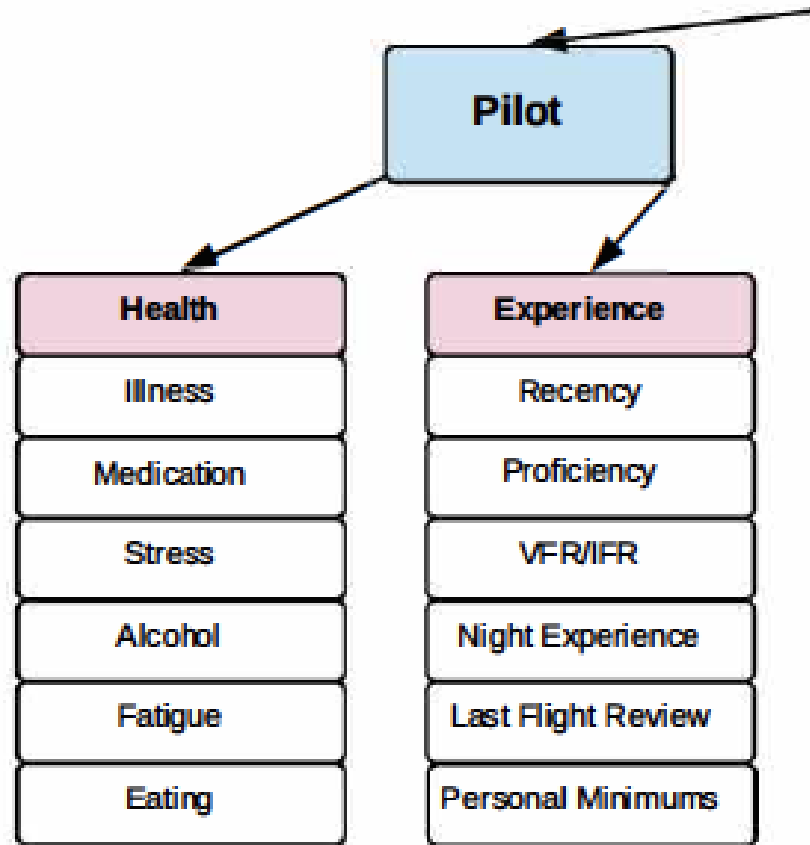 Pilot
Health
Illness
Medication
Stress
Alcohol
Fatigue
Eating
Experience
Recency
Proficiency
VFR/IFR
Night Experience
Last Flight Review
Personal Minimums